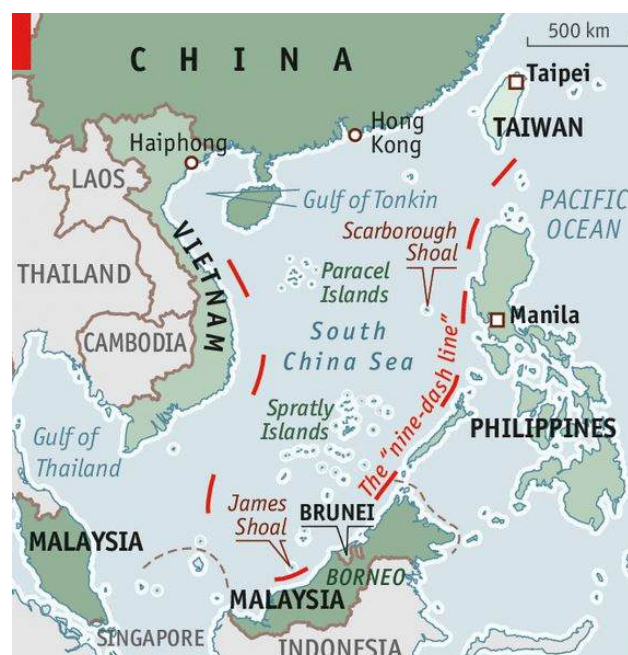 500 km
CHINA
Taipei
TAIWAN
Hong
Kong
Haiphong
LAOS
Gulf of Tonkin
PACIFIC
OCEAN
Scarborough
Shoal
VIETNAM
THAILAND
Paracel
Islands
Manila
CAMBODIA
South
China Sea
The "nine-dash line"
Spratly
Islands
PHILIPPINES
Gulf of
Thailand
James
Shoal
BRUNEI
MALAYSIA
BORNEO
MALAYSIA
SINGAPORE
INDONESIA